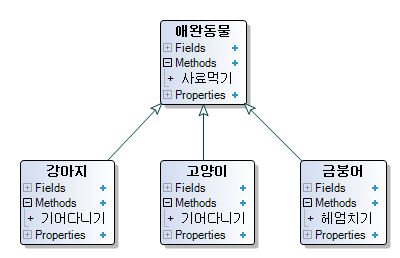 애완동물
Fields +
Methods +
+ 사료먹기
Properties +
강아지
Fields +
Methods +
+ 기어다니기
Properties +
고양이
Fields +
Methods +
+ 기어다니기
Properties +
금붕어
Fields +
Methods +
+ 헤엄치기
Properties +